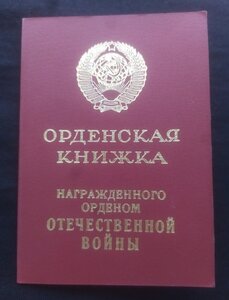 ОРДЕНСКАЯ
КНИЖКА
НАГРАЖДЕННОГО
ОРДЕНОМ
ОТЕЧЕСТВЕННОЙ
ВОЙНЫ